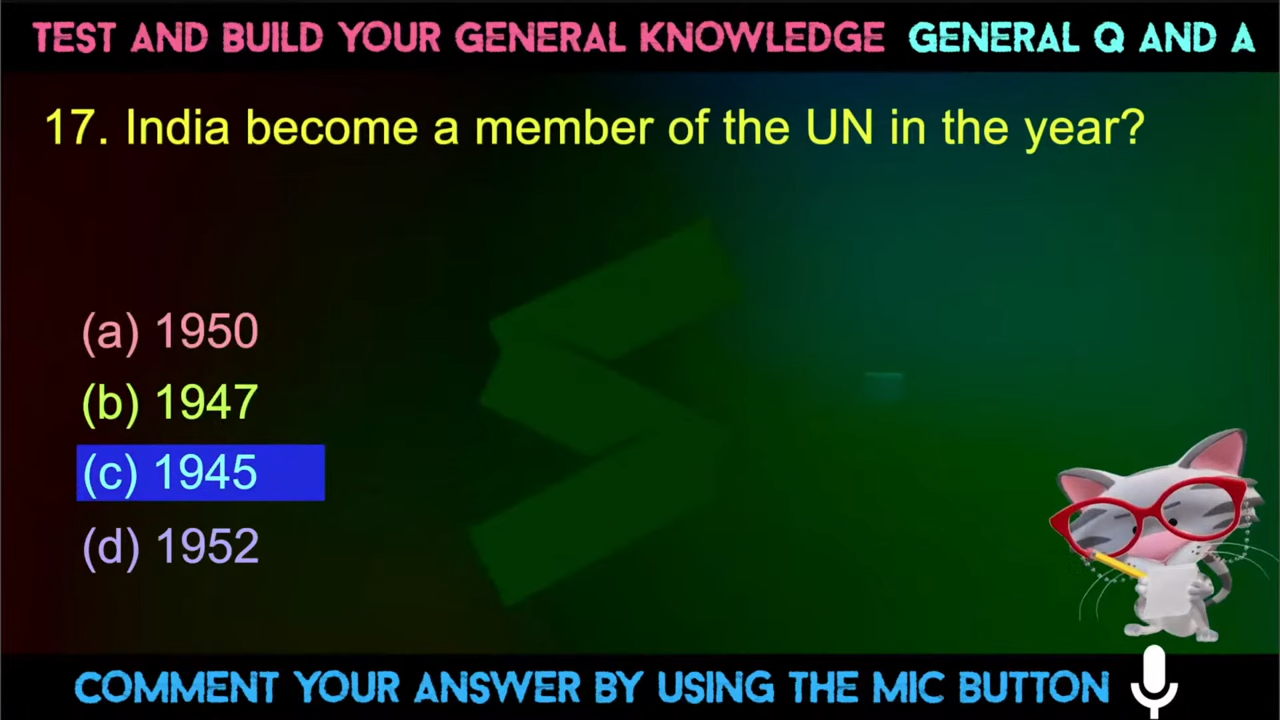 TEST AND BUILD YOUR GENERAL KNOWLEDGE GENERAL Q AND A
17. India become a member of the UN in the year?
(a) 1950
(b) 1947
(c) 1945
(d) 1952
COMMENT YOUR ANSWER BY USING THE MIC BUTTON